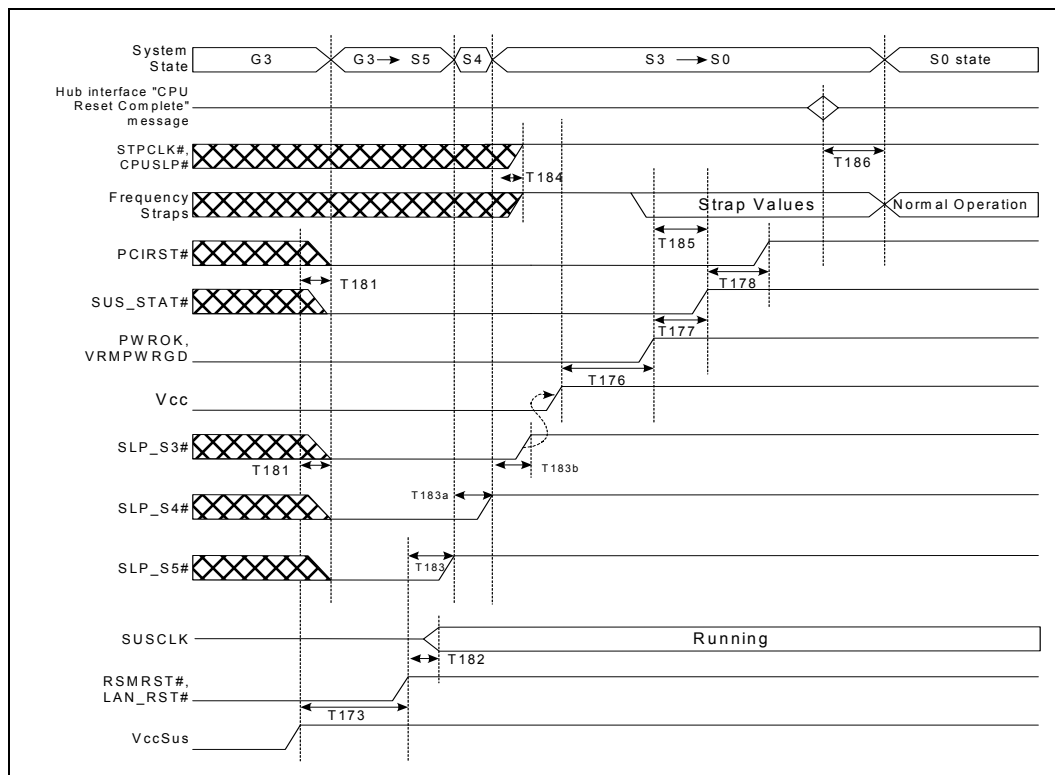 System
State
G3
G3 → S5
S4
S3 → S0
S0 state
Hub interface "CPU
Reset Complete"
message
STPCLK#,
CPUSLP#
T184
T186
Frequency
Straps
Strap Values
Normal Operation
T185
PCIRST#
T181
T178
SUS_STAT#
T177
PWROK,
VRMPWRGD
T176
Vcc
SLP_S3#
T181
T183b
T183a
SLP_S4#
SLP_S5#
T183
SUSCLK
Running
T182
RSMRST#,
LAN_RST#
T173
VccSus